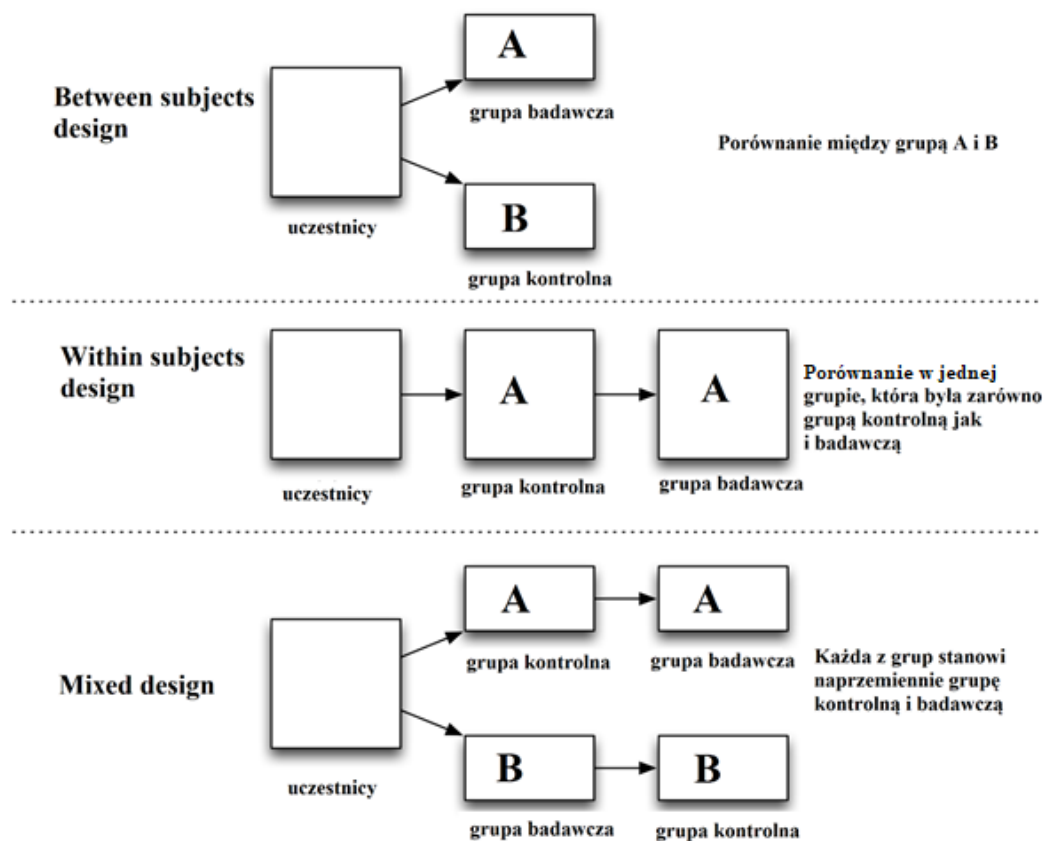 Between subjects
design
A
grupa badawcza
uczestnicy
B
grupa kontrolna
Porównanie między grupą A i B
Within subjects
design
uczestnicy
A
grupa kontrolna
A
grupa badawcza
Porównanie w jednej
grupie, która była zarówno
grupą kontrolną jak
i badawczą
Mixed design
uczestnicy
A
grupa kontrolna
A
grupa badawcza
B
grupa badawcza
B
grupa kontrolna
Każda z grup stanowi
naprzemiennie grupę
kontrolną i badawczą